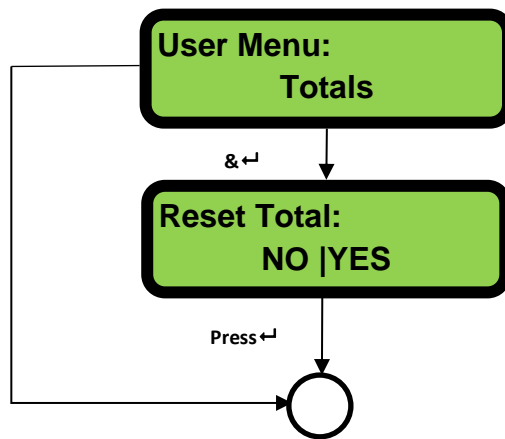 User Menu:
Totals
&↵
Reset Total:
NO |YES
Press↵